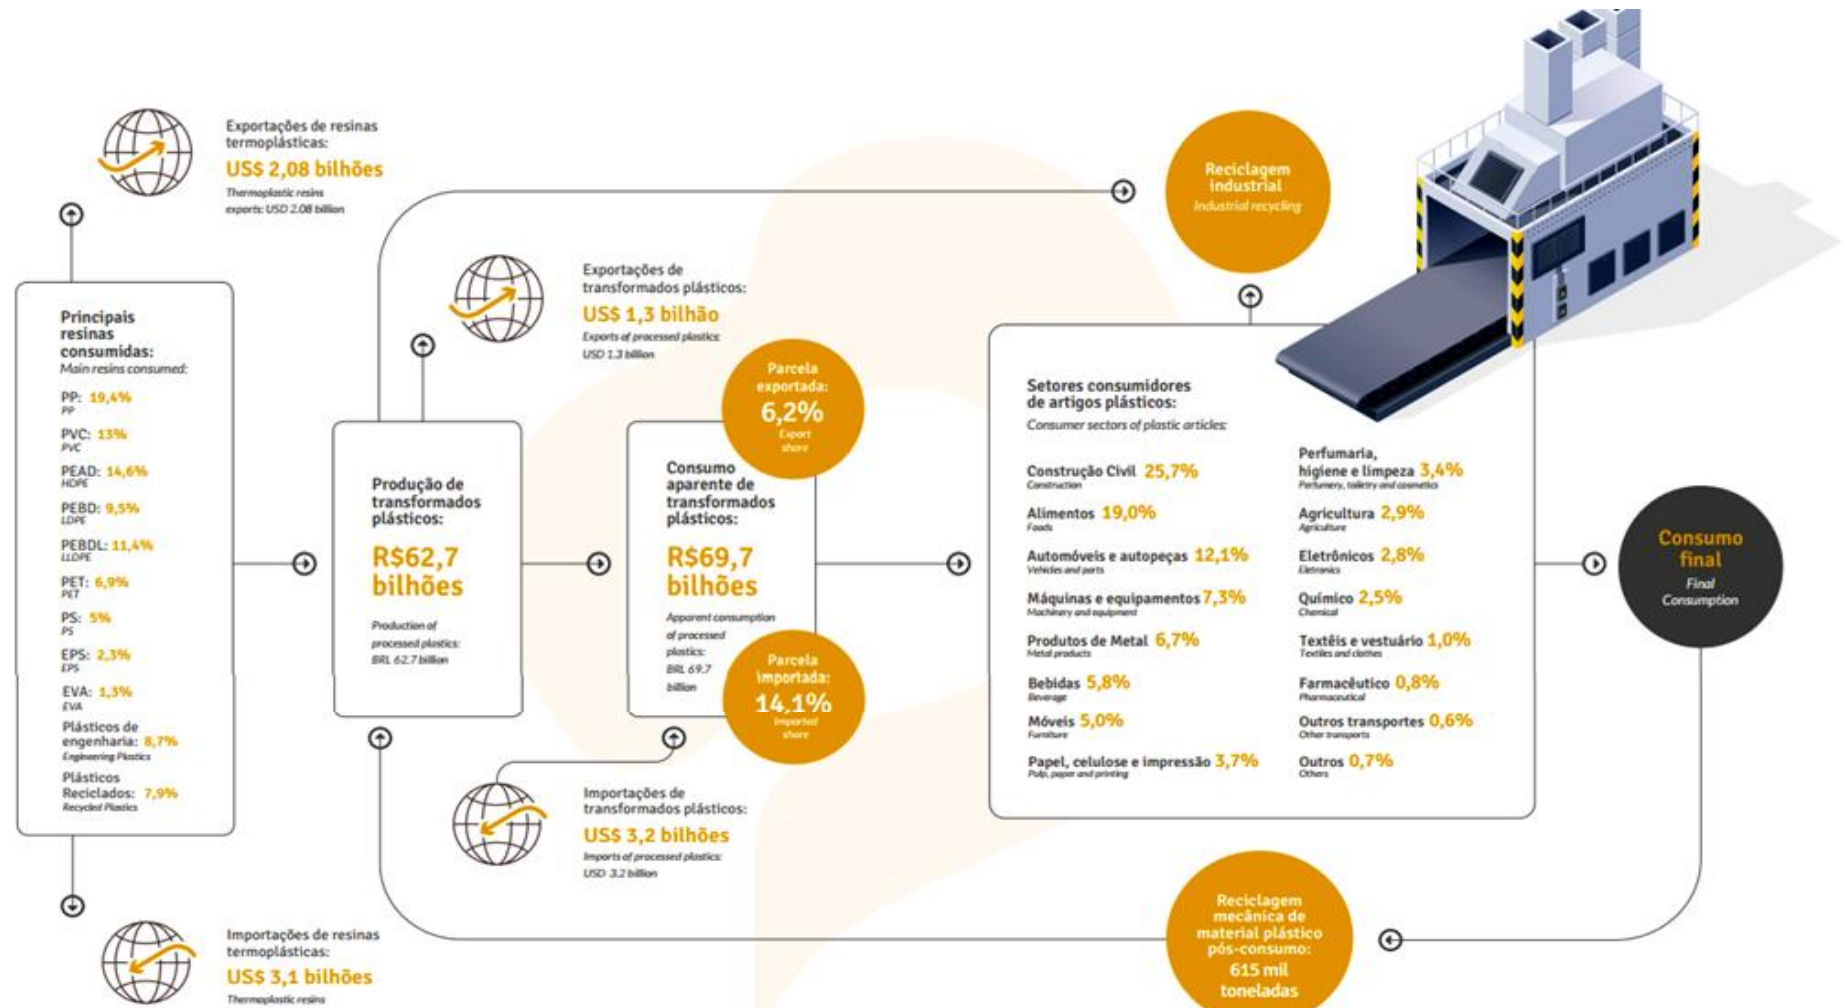 Exportações de resinas
termoplásticas:
US$ 2,08 bilhões
Thermoplastic resins
exports: USD 2.08 billion
Principais
resinas
consumidas:
Main resins consumed:
PP: 19,4%
PP
PVC: 13%
PVC
PEAD: 14,6%
HDPE
PEBD: 9,5%
LDPE
PEBDL: 11,4%
LLDPE
PET: 6,9%
PET
PS: 5%
PS
EPS: 2,3%
EPS
EVA: 1,3%
EVA
Plásticos de
engenharia: 8,7%
Engineering Plastics
Plásticos
Reciclados: 7,9%
Recycled Plastics
Importações de resinas
termoplásticas:
US$ 3,1 bilhões
Thermoplastic resins
Produção de
transformados
plásticos:
R$62,7
bilhões
Production of
processed plastics:
BRL 62.7 billion
Exportações de
transformados plásticos:
US$ 1,3 bilhão
Exports of processed plastics:
USD 1.3 billion
Parcela
exportada:
6,2%
Export
share
Consumo
aparente de
transformados
plásticos:
R$69,7
bilhões
Apparent consumption
of processed
plastics:
BRL 69.7
billion
Parcela
importada:
14,1%
Imported
share
Importações de
transformados plásticos:
US$ 3,2 bilhões
Imports of processed plastics:
USD 3.2 billion
Reciclagem
industrial
Industrial recycling
Setores consumidores
de artigos plásticos:
Consumer sectors of plastic articles:
Construção Civil 25,7%
Construction
Alimentos 19,0%
Foods
Automóveis e autopeças 12,1%
Vehicles and parts
Máquinas e equipamentos 7,3%
Machinery and equipment
Produtos de Metal 6,7%
Metal products
Bebidas 5,8%
Beverage
Móveis 5,0%
Furniture
Papel, celulose e impressão 3,7%
Pulp, paper and printing
Perfumaria,
higiene e limpeza 3,4%
Perfumery, toiletry and cosmetics
Agricultura 2,9%
Agriculture
Eletrônicos 2,8%
Eletronics
Químico 2,5%
Chemical
Textêis e vestuário 1,0%
Textiles and clothes
Farmacêutico 0,8%
Pharmaceutical
Outros transportes 0,6%
Other transports
Outros 0,7%
Others
Consumo
final
Final
Consumption
Reciclagem
mecânica de
material plástico
pós-consumo:
615 mil
toneladas